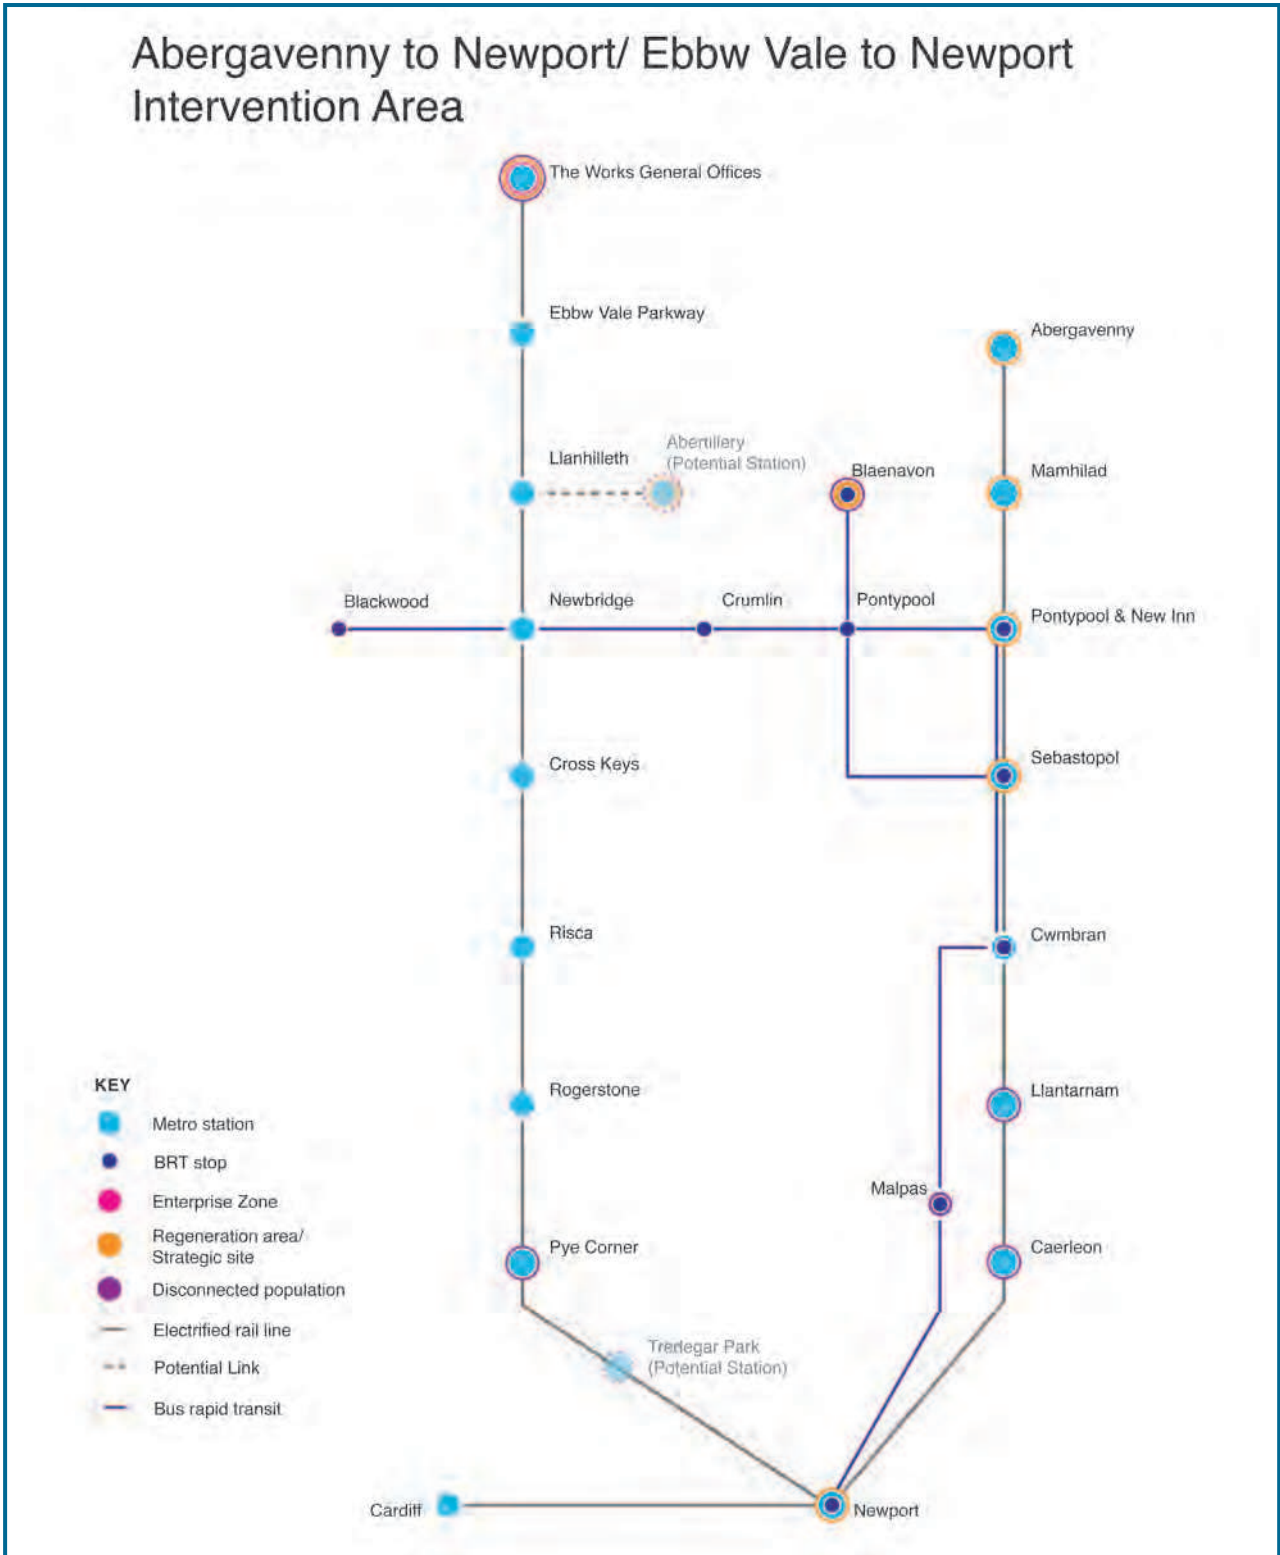 Abergavenny to Newport/ Ebbw Vale to Newport
Intervention Area
The Works General Offices
Ebbw Vale Parkway
Abergavenny
Llanhilleth
Abertillery
(Potential Station)
Blaenavon
Mamhilad
Blackwood
Newbridge
Crumlin
Pontypool
Pontypool & New Inn
Cross Keys
Sebastopol
Risca
Cwmbran
Rogerstone
Llantarnam
Malpas
Pye Corner
Caerleon
Tredegar Park
(Potential Station)
Cardiff
Newport
KEY
Metro station
BRT stop
Enterprise Zone
Regeneration area/
Strategic site
Disconnected population
Electrified rail line
Potential Link
Bus rapid transit